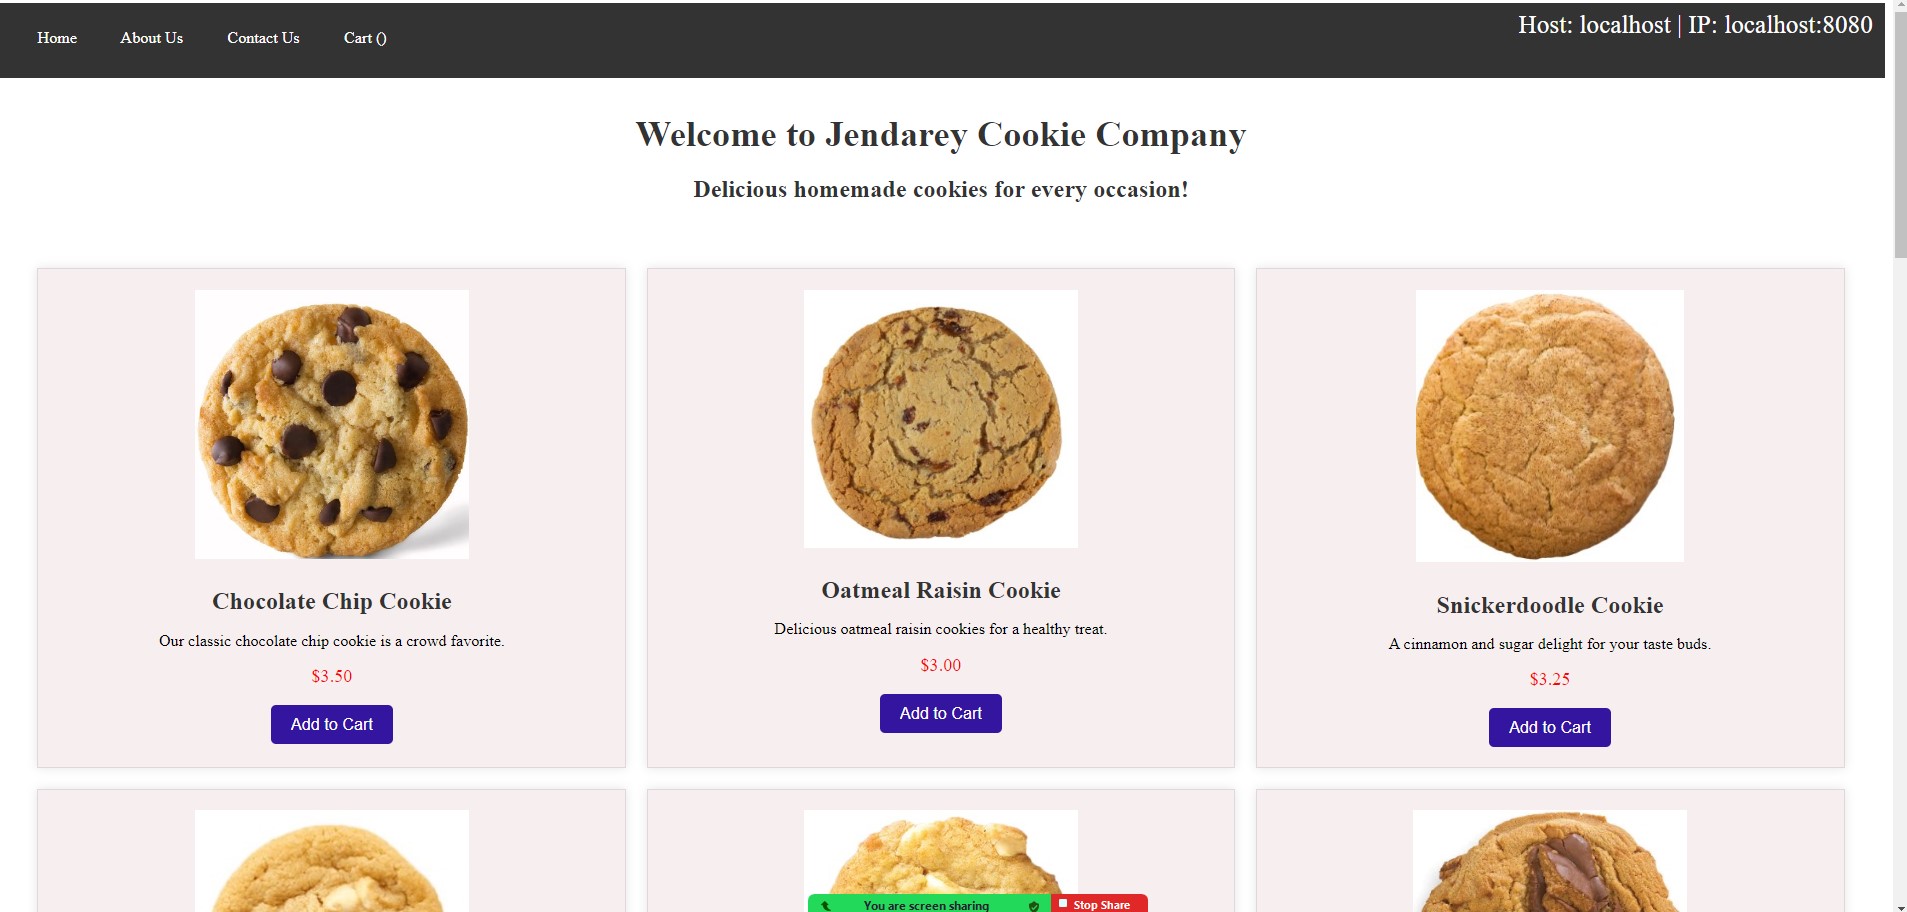 Home About Us Contact Us Cart () Host: localhost | IP: localhost:8080
Welcome to Jendarey Cookie Company
Delicious homemade cookies for every occasion!
Chocolate Chip Cookie
Our classic chocolate chip cookie is a crowd favorite.
$3.50
Add to Cart
Oatmeal Raisin Cookie
Delicious oatmeal raisin cookies for a healthy treat.
$3.00
Add to Cart
Snickerdoodle Cookie
A cinnamon and sugar delight for your taste buds.
$3.25
Add to Cart
You are screen sharing Stop Share